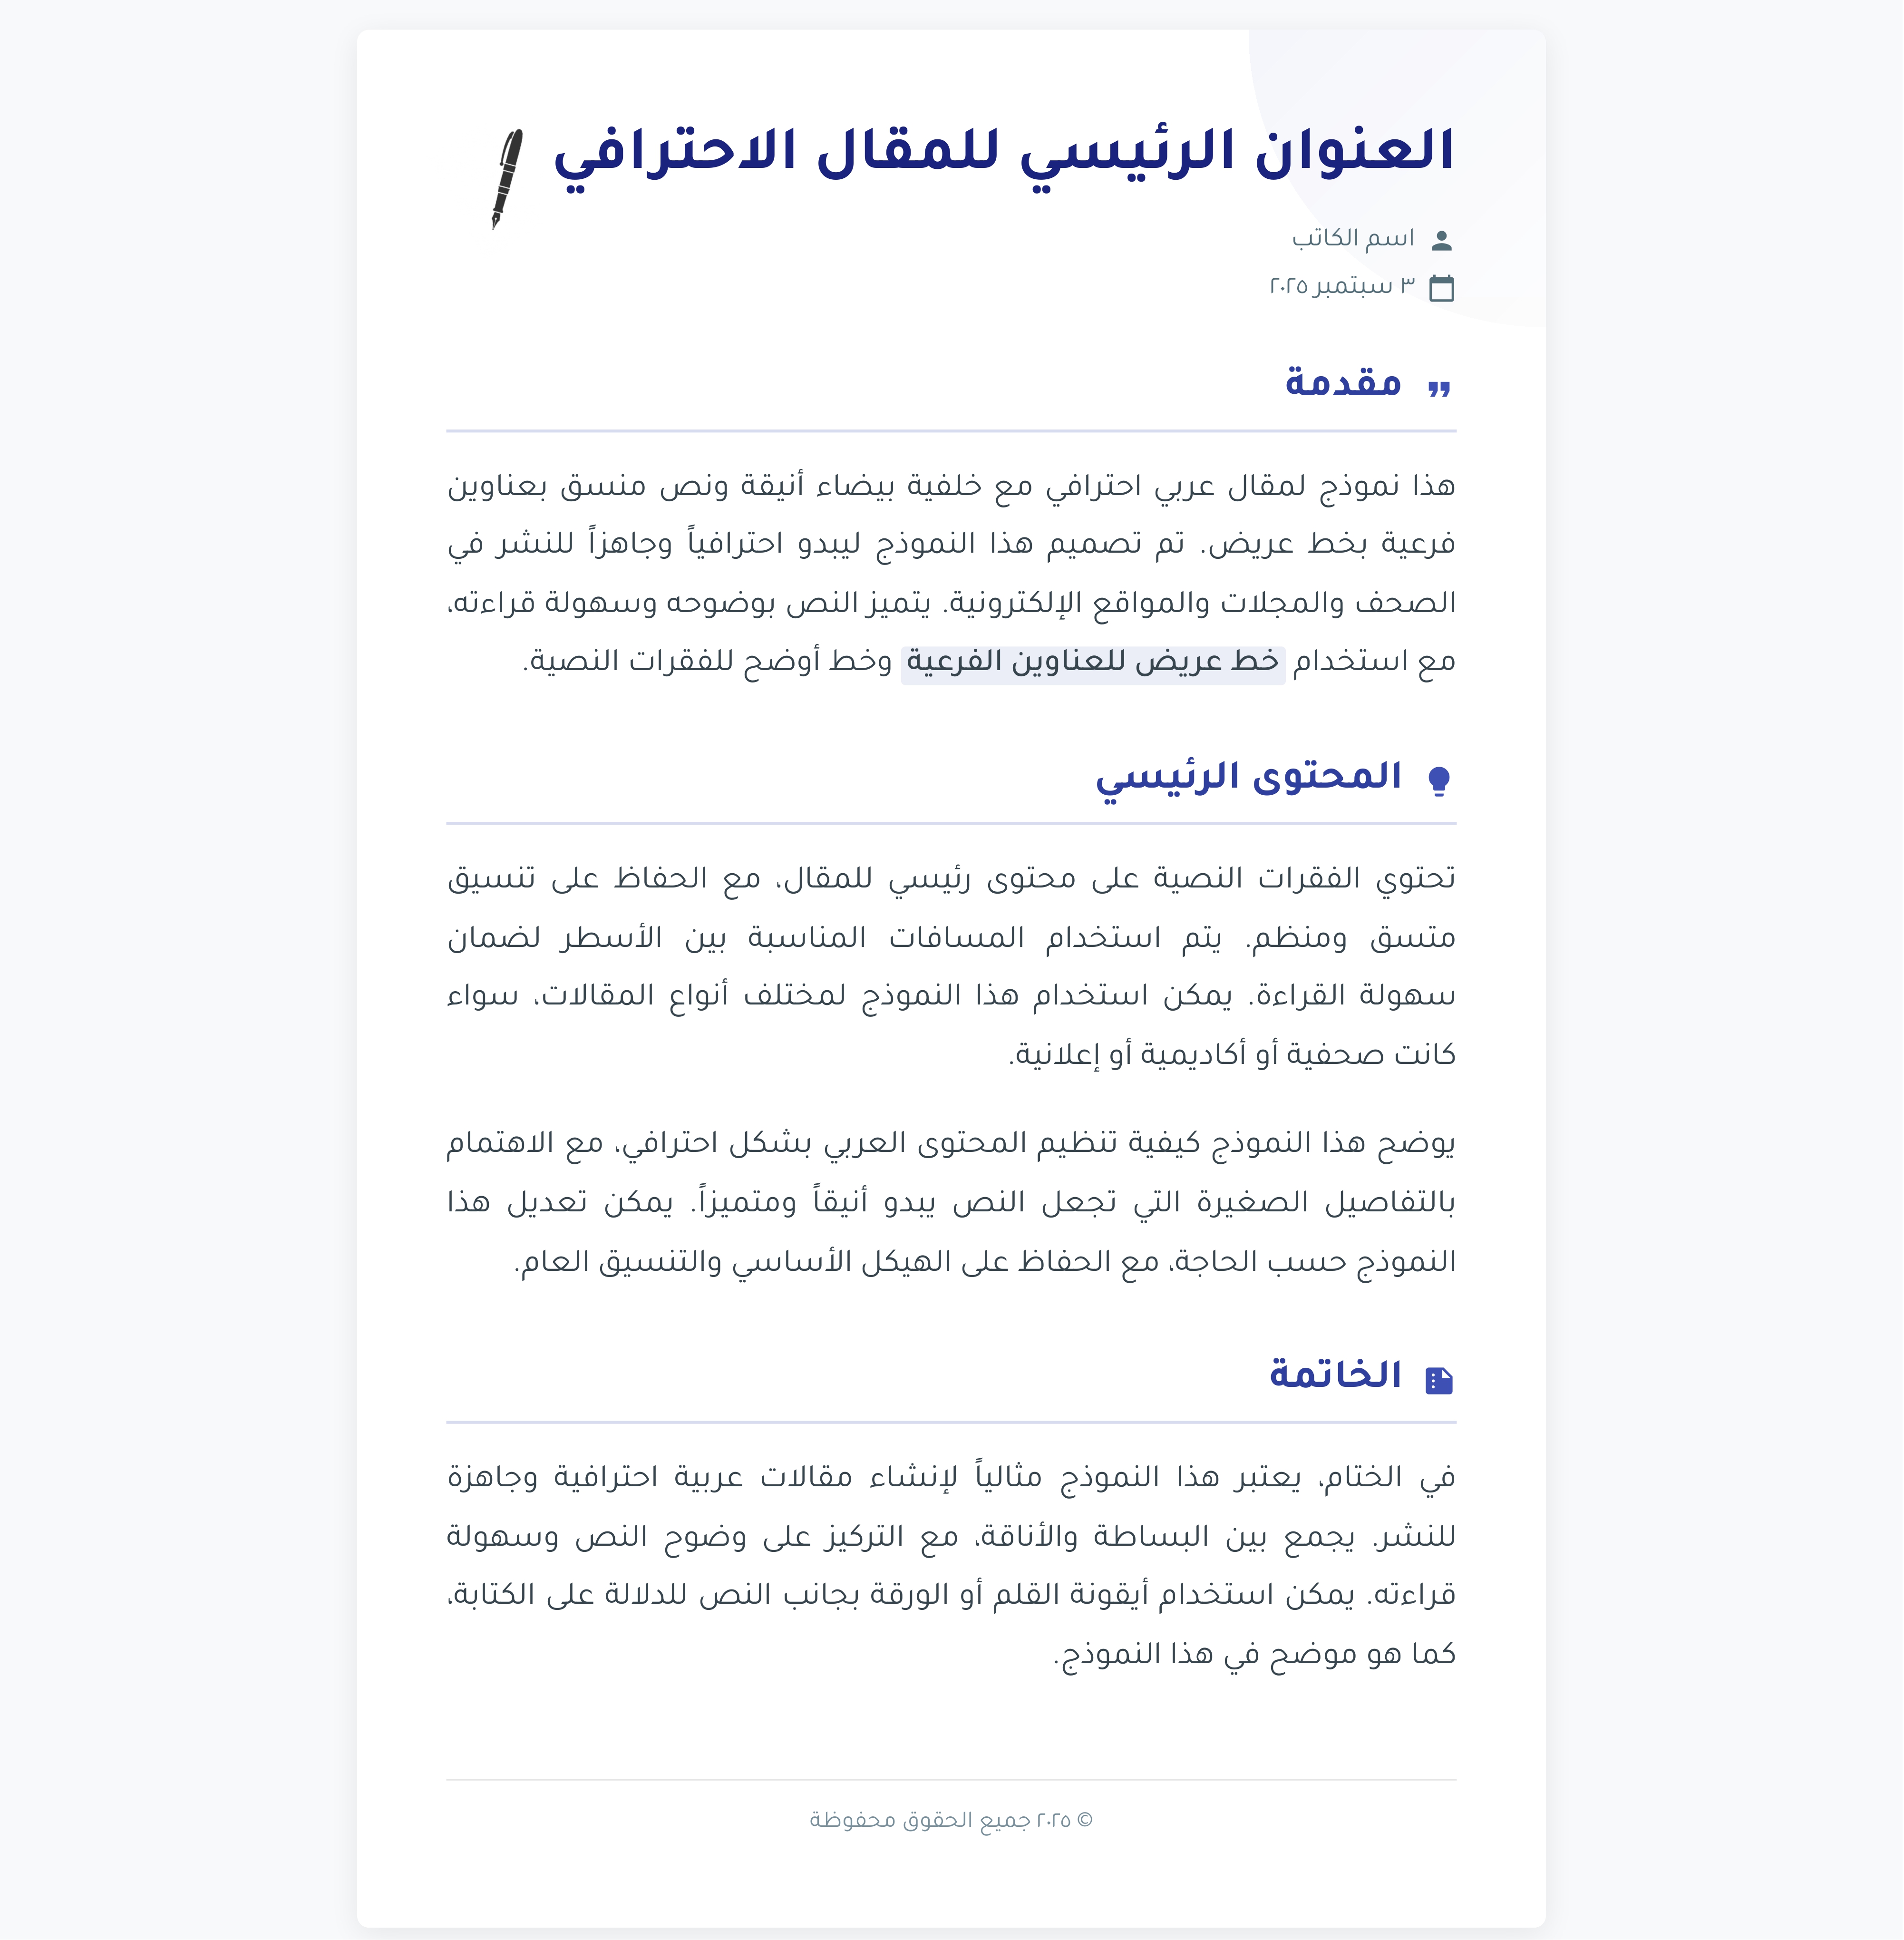 العنوان الرئيسي للمقال الاحترافي
اسم الكاتب
٣ سبتمبر ٢٠٢٥
مقدمة
هذا نموذج لمقال عربي احترافي مع خلفية بيضاء أنيقة ونص منسق بعناوين
فرعية بخط عريض. تم تصميم هذا النموذج ليبدو احترافياً وجاهزاً للنشر في
الصحف والمجلات والمواقع الإلكترونية. يتميز النص بوضوحه وسهولة قراءته،
مع استخدام خط عريض للعناوين الفرعية وخط أوضح للفقرات النصية.
المحتوى الرئيسي
تحتوي الفقرات النصية على محتوى رئيسي للمقال، مع الحفاظ على تنسيق
متسق ومنظم. يتم استخدام المسافات المناسبة بين الأسطر لضمان
سهولة القراءة. يمكن استخدام هذا النموذج لمختلف أنواع المقالات، سواء
كانت صحفية أو أكاديمية أو إعلانية.
يوضح هذا النموذج كيفية تنظيم المحتوى العربي بشكل احترافي، مع الاهتمام
بالتفاصيل الصغيرة التي تجعل النص يبدو أنيقاً ومتميزاً. يمكن تعديل هذا
النموذج حسب الحاجة، مع الحفاظ على الهيكل الأساسي والتنسيق العام.
الخاتمة
في الختام، يعتبر هذا النموذج مثالياً لإنشاء مقالات عربية احترافية وجاهزة
للنشر. يجمع بين البساطة والأناقة، مع التركيز على وضوح النص وسهولة
قراءته. يمكن استخدام أيقونة القلم أو الورقة بجانب النص للدلالة على الكتابة،
كما هو موضح في هذا النموذج.
© ٢٠٢٥ جميع الحقوق محفوظة